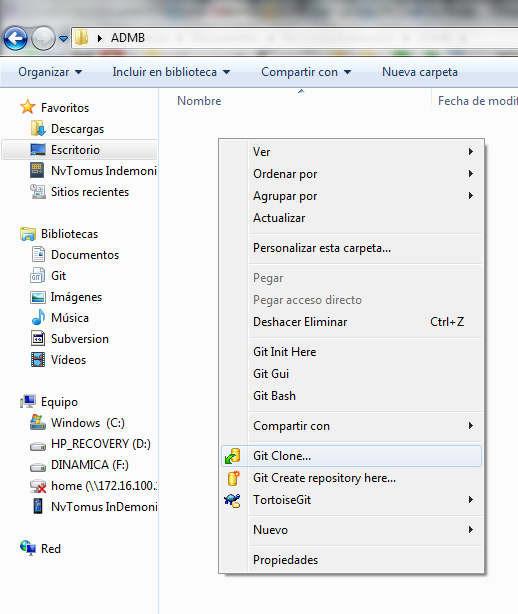 ADMB
Organizar Incluir en biblioteca Compartir con Nueva carpeta
Nombre Fecha de modif
Favoritos
Descargas
Escritorio
NvTomus Indemoni
Sitios recientes
Bibliotecas
Documentos
Git
Imágenes
Música
Subversion
Vídeos
Equipo
Windows (C:)
HP_RECOVERY (D:)
DINAMICA (F:)
home (\\172.16.100.
NvTomus InDemoni
Red
Ver
Ordenar por
Agrupar por
Actualizar
Personalizar esta carpeta...
Pegar
Pegar acceso directo
Deshacer Eliminar Ctrl+Z
Git Init Here
Git Gui
Git Bash
Compartir con
Git Clone...
Git Create repository here...
TortoiseGit
Nuevo
Propiedades